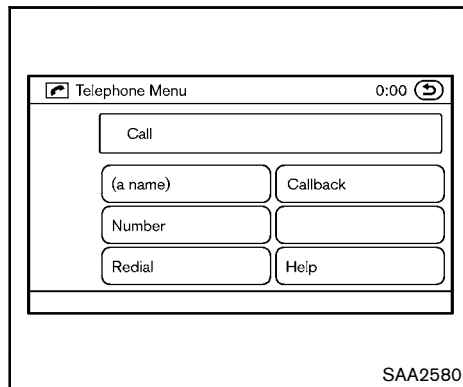 Telephone Menu 0:00
Call
(a name) Callback
Number
Redial Help
SAA2580